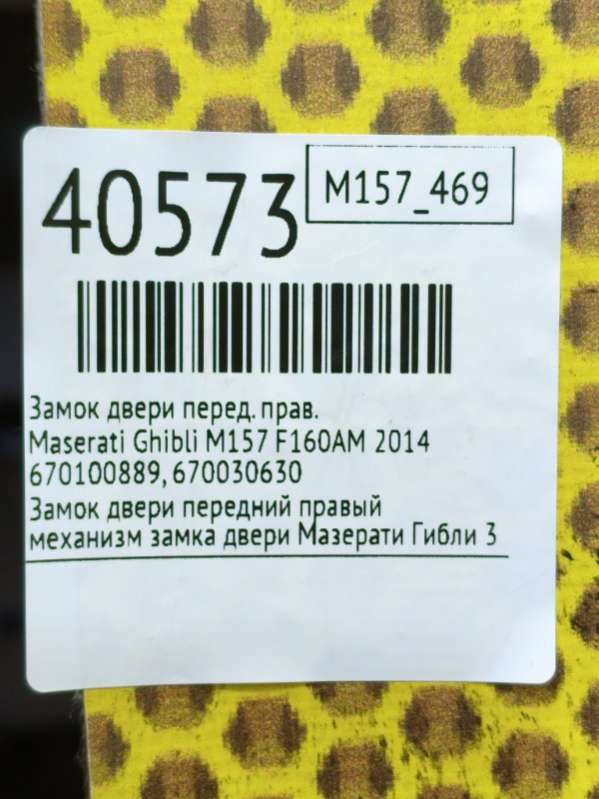 40573
M157_469
Замок двери перед. прав.
Maserati Ghibli M157 F160AM 2014
670100889, 670030630
Замок двери передний правый
механизм замка двери Мазерати Гибли 3